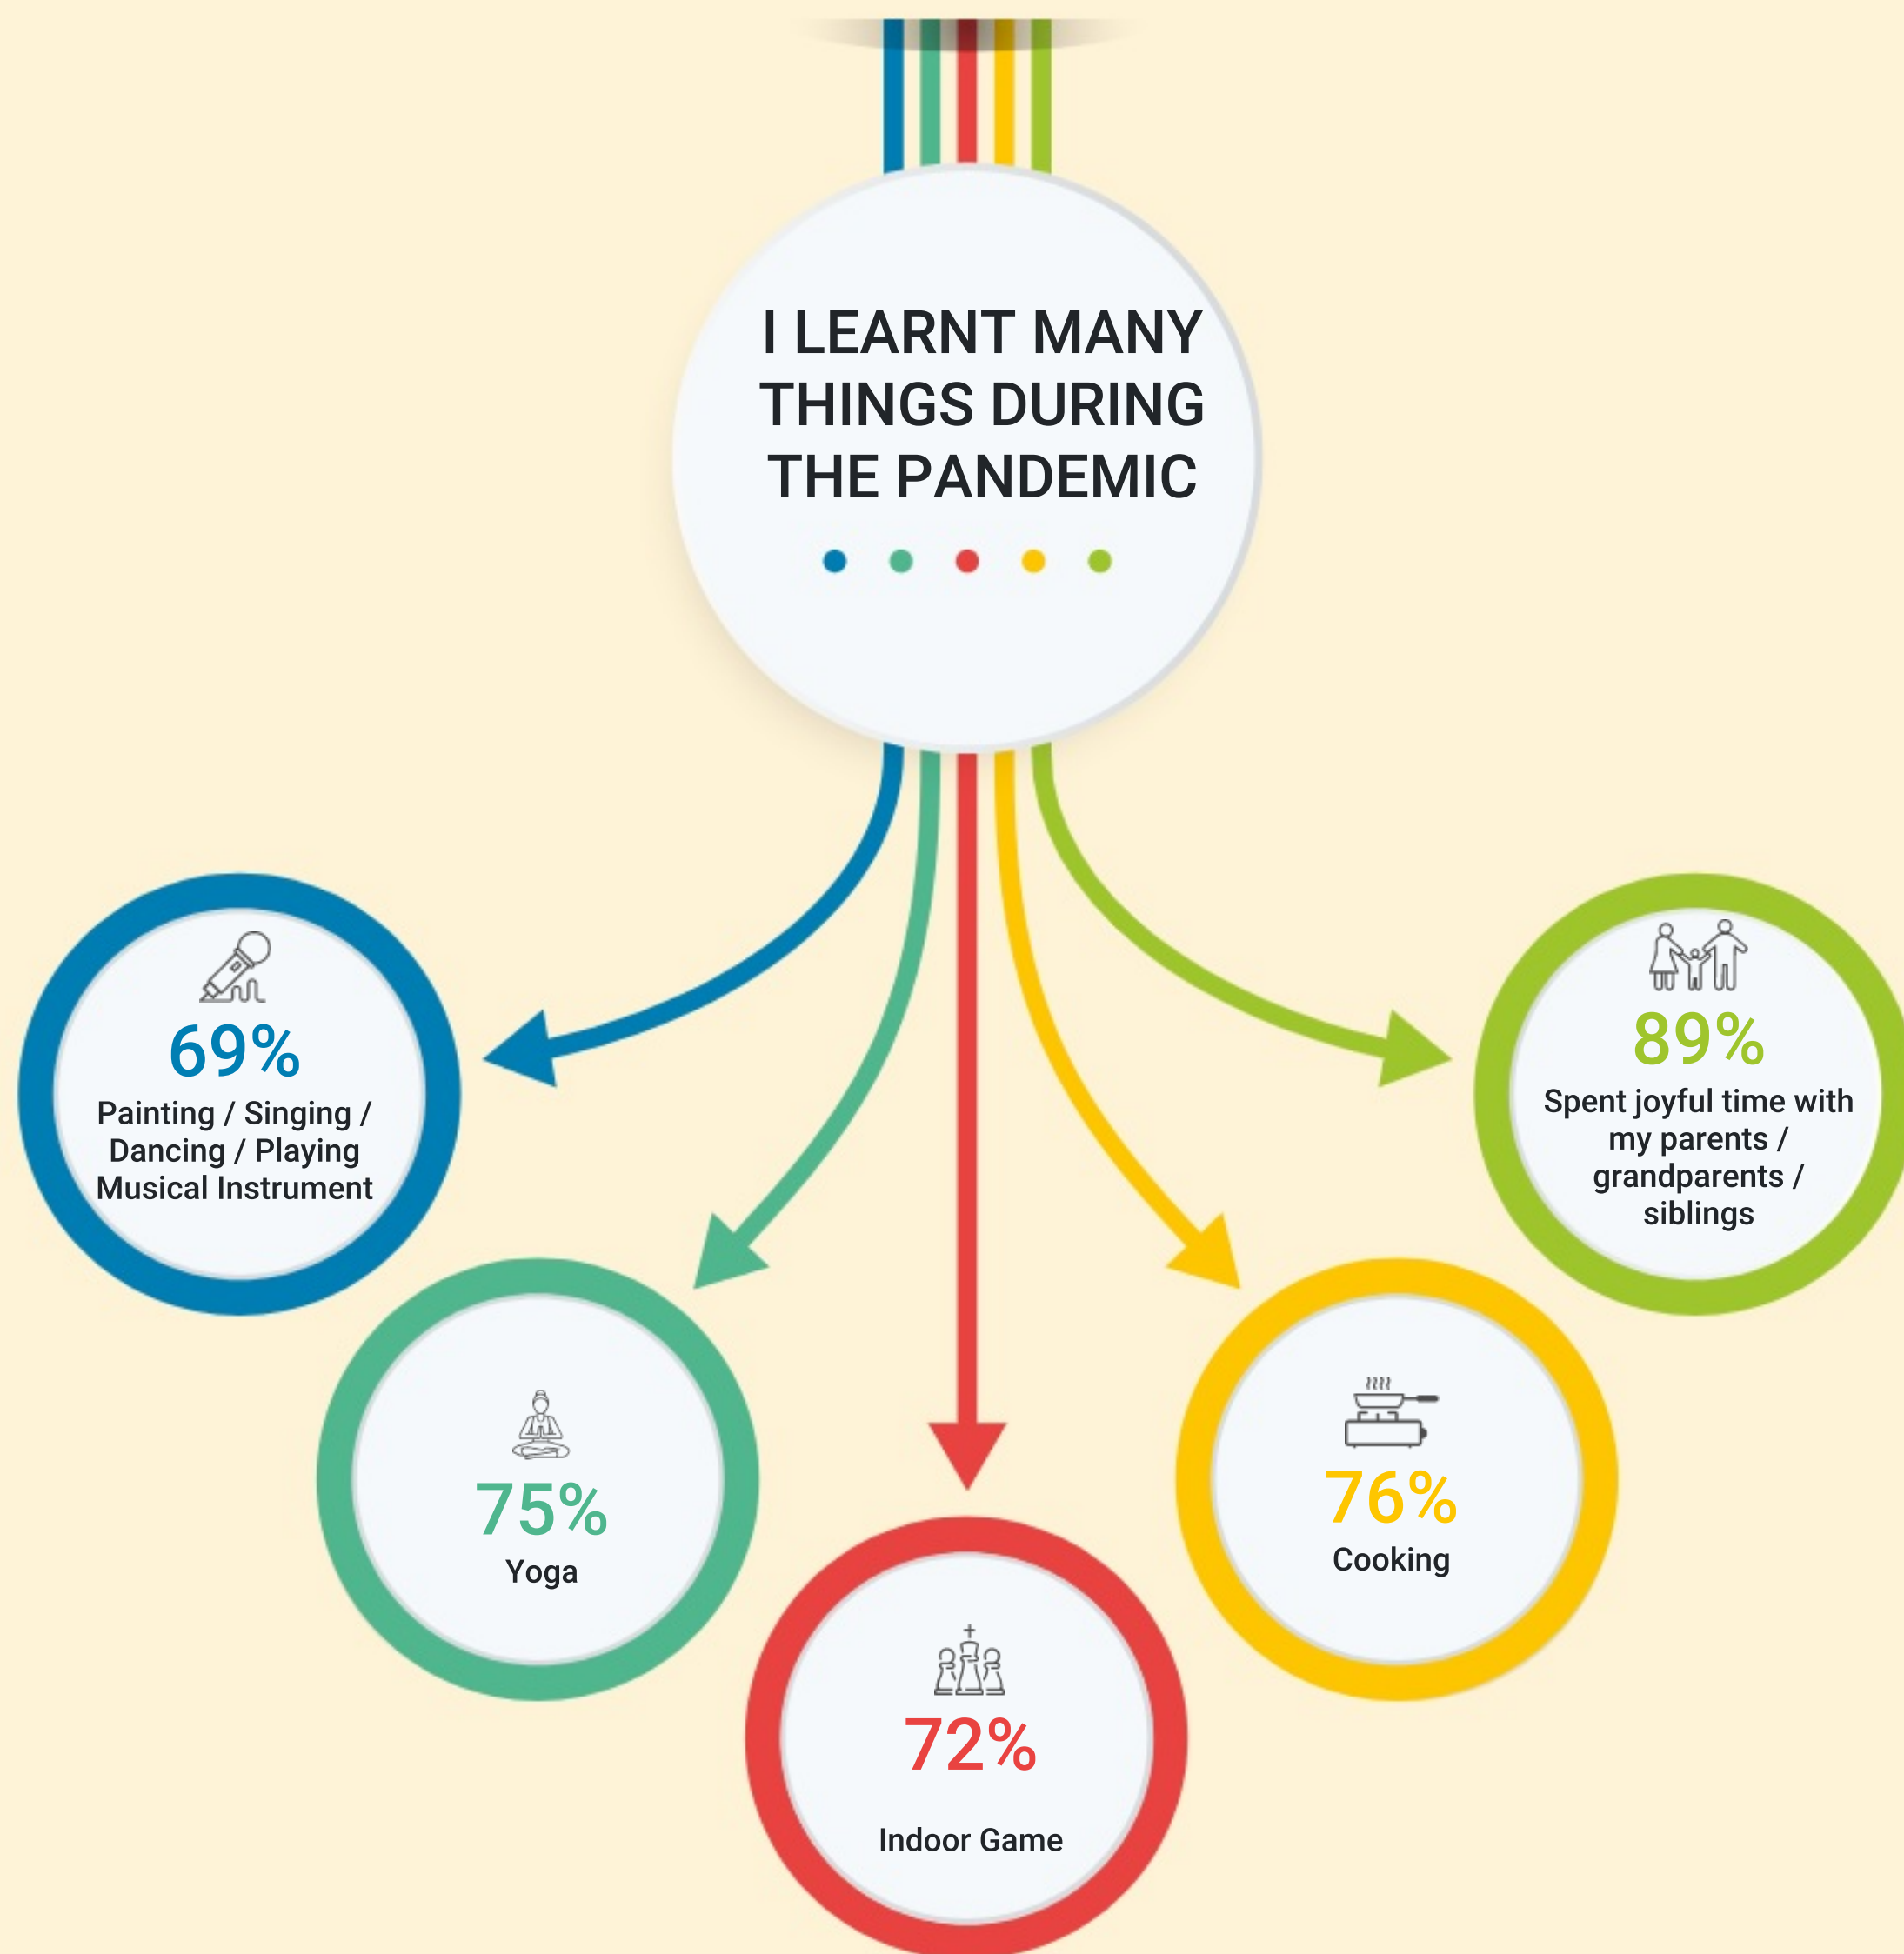 I LEARNT MANY
THINGS DURING
THE PANDEMIC
69%
Painting / Singing /
Dancing / Playing
Musical Instrument
89%
Spent joyful time with
my parents /
grandparents /
siblings
75%
Yoga
76%
Cooking
72%
Indoor Game